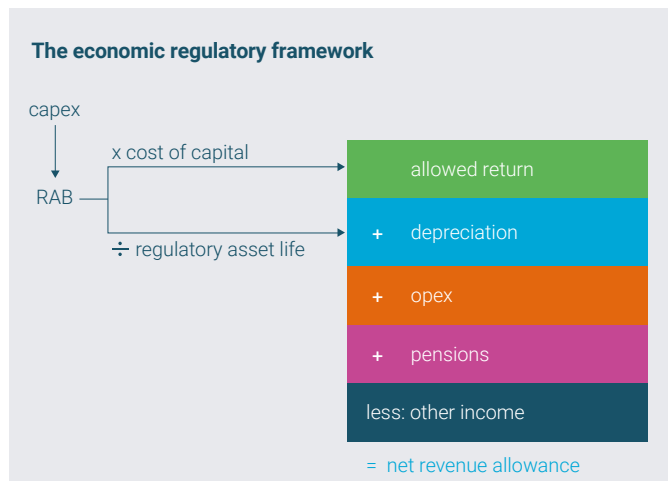 The economic regulatory framework
capex
x cost of capital
RAB
÷ regulatory asset life
allowed return
+ depreciation
+ opex
+ pensions
less: other income
= net revenue allowance